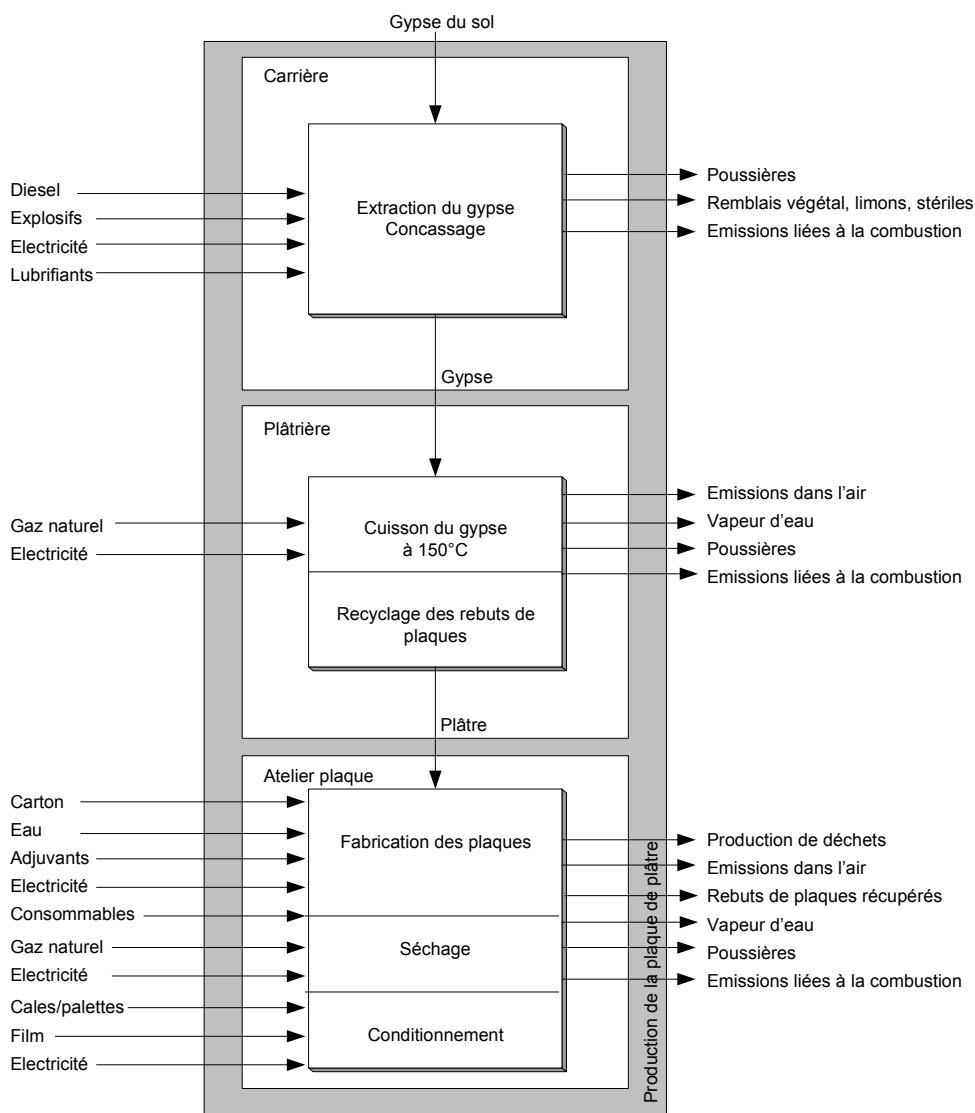 Gypse du sol
Carrière
Diesel
Explosifs
Electricité
Lubrifiants
Extraction du gypse
Concassage
Poussières
Remblais végétal, limons, stériles
Emissions liées à la combustion
Gypse
Plâtrière
Gaz naturel
Electricité
Cuisson du gypse
à 150°C
Recyclage des rebuts de
plaques
Emissions dans l'air
Vapeur d'eau
Poussières
Emissions liées à la combustion
Plâtre
Atelier plaque
Carton
Eau
Adjuvants
Electricité
Consommables
Gaz naturel
Electricité
Cales/palettes
Film
Electricité
Fabrication des plaques
Séchage
Conditionnement
Production de déchets
Emissions dans l'air
Rebuts de plaques récupérés
Vapeur d'eau
Poussières
Emissions liées à la combustion
Production de la plaque de plâtre